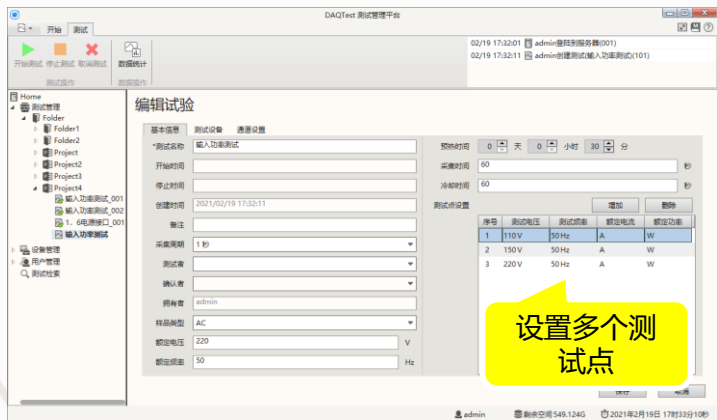 DAQTest 测试管理平台
开始 测试
开始测试 停止测试 取消测试 数据统计
测试操作 数据操作
02/19 17:32:01 admin登陆到服务器(001)
02/19 17:32:11 admin创建测试(输入功率测试)(101)
Home
测试管理
Folder
Folder1
Folder2
Project
Project2
Project3
Project4
输入功率测试_001
输入功率测试_002
1．6电源接口_001
输入功率测试
设备管理
用户管理
测试检索
编辑试验
基本信息 测试设备 通道设置
*测试名称 输入功率测试
开始时间
停止时间
创建时间 2021/02/19 17:32:11
备注
采集周期 1 秒
测试者
确认者
拥有者 admin
样品类型 AC
额定电压 220 V
额定频率 50 Hz
预热时间 0 天 0 小时 30 分
采集时间 60 秒
冷却时间 60 秒
测试点设置 增加 删除
序号 测试电压 测试频率 额定电流 额定功率
1 110 V 50 Hz A W
2 150 V 50 Hz A W
3 220 V 50 Hz A W
设置多个测
试点
保存 取消
admin 剩余空间 549.124G 2021年2月19日 17时33分10秒